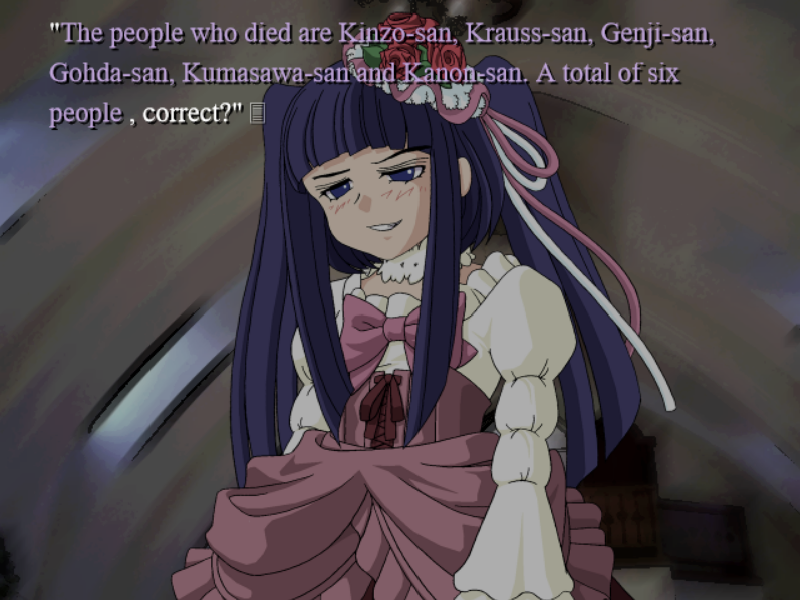 "The people who died are Kinzo-san, Krauss-san, Genji-san,
Gohda-san, Kumasawa-san and Kanon-san. A total of six
people , correct?"